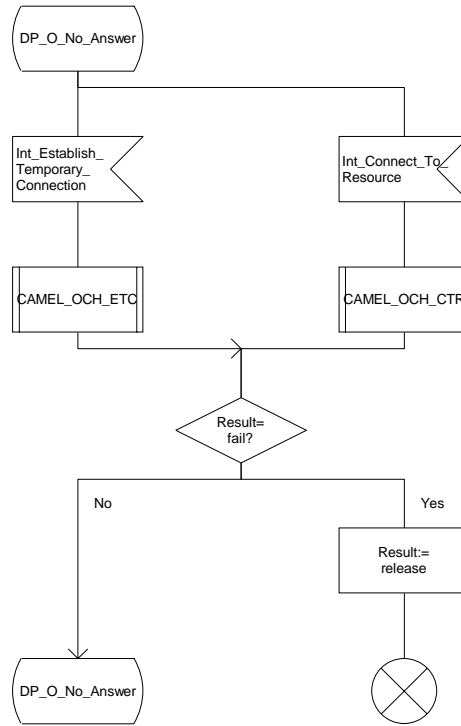 DP_O_No_Answer
Int_Establish_
Temporary_
Connection
Int_Connect_To_
Resource
CAMEL_OCH_ETC
CAMEL_OCH_CTR
Result=
fail?
No
Yes
Result:=
release
DP_O_No_Answer